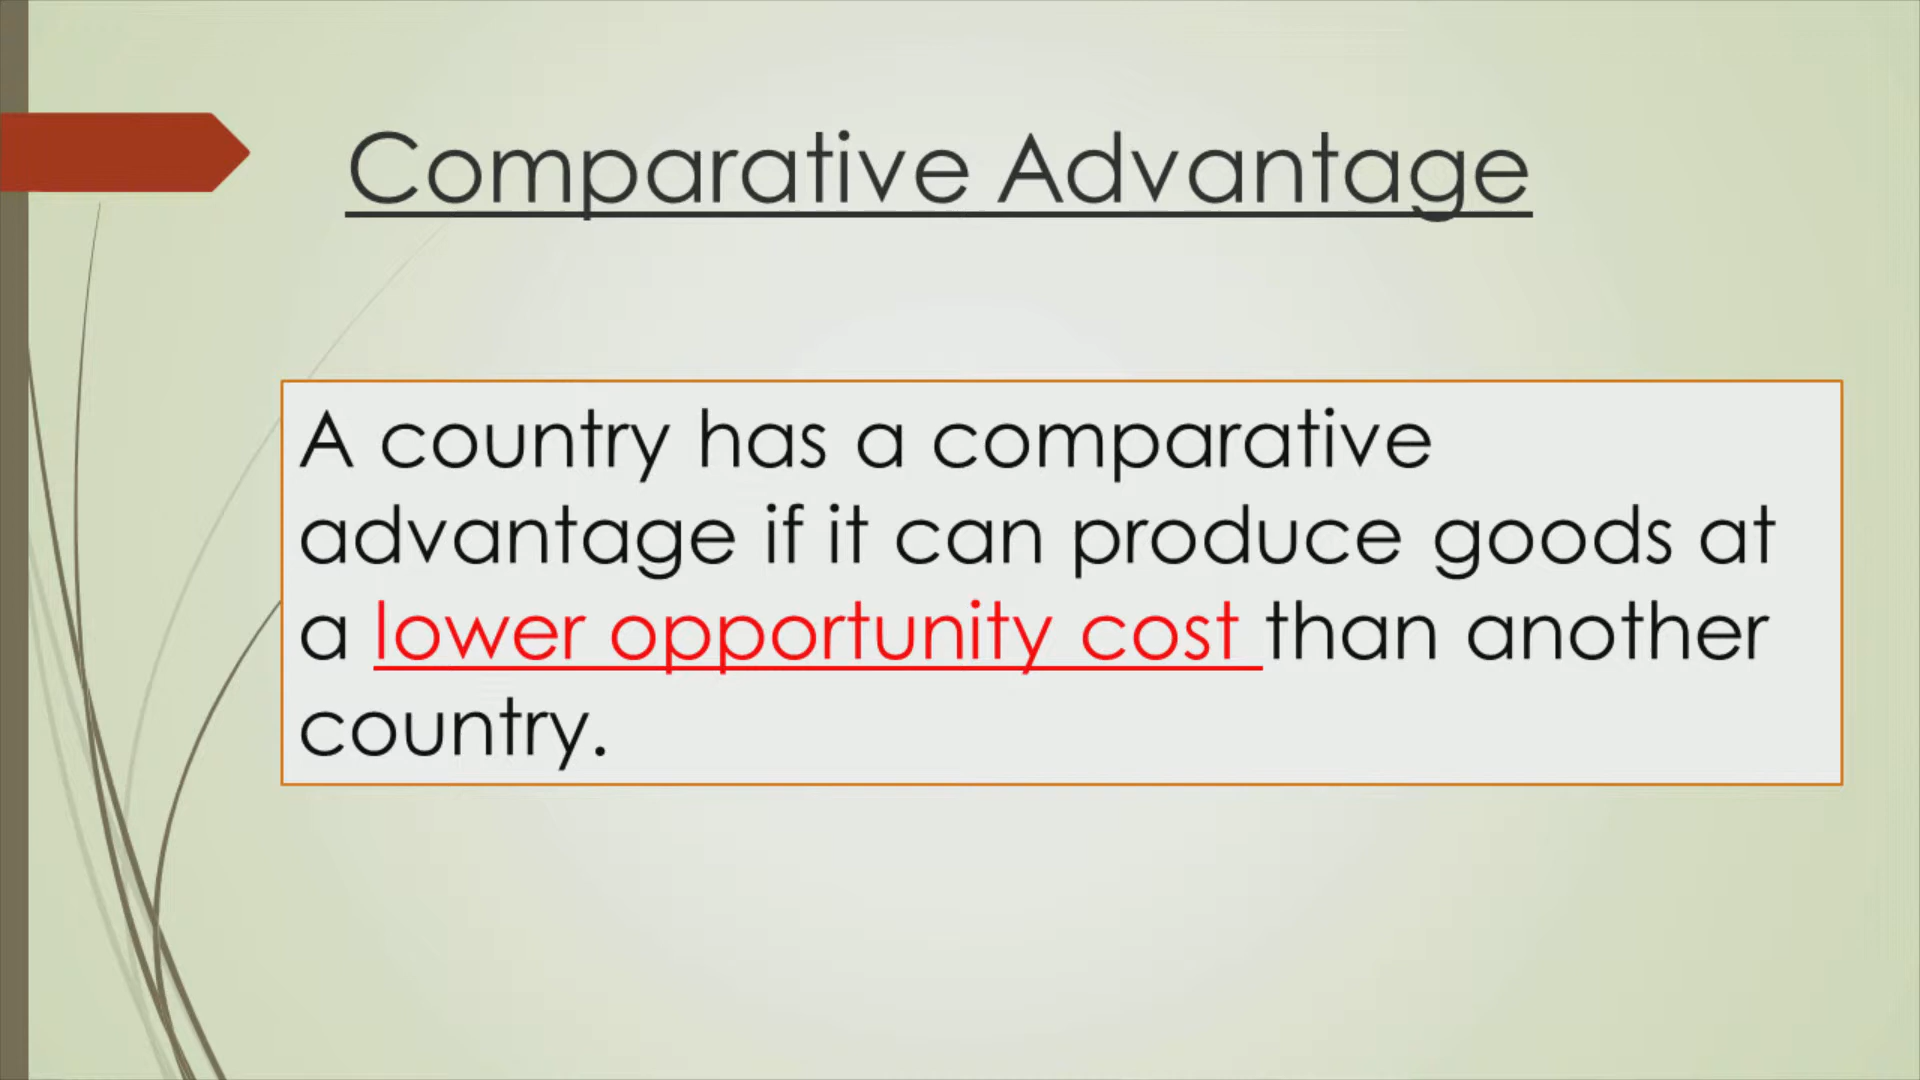 Comparative Advantage
A country has a comparative
advantage if it can produce goods at
a lower opportunity cost than another
country.